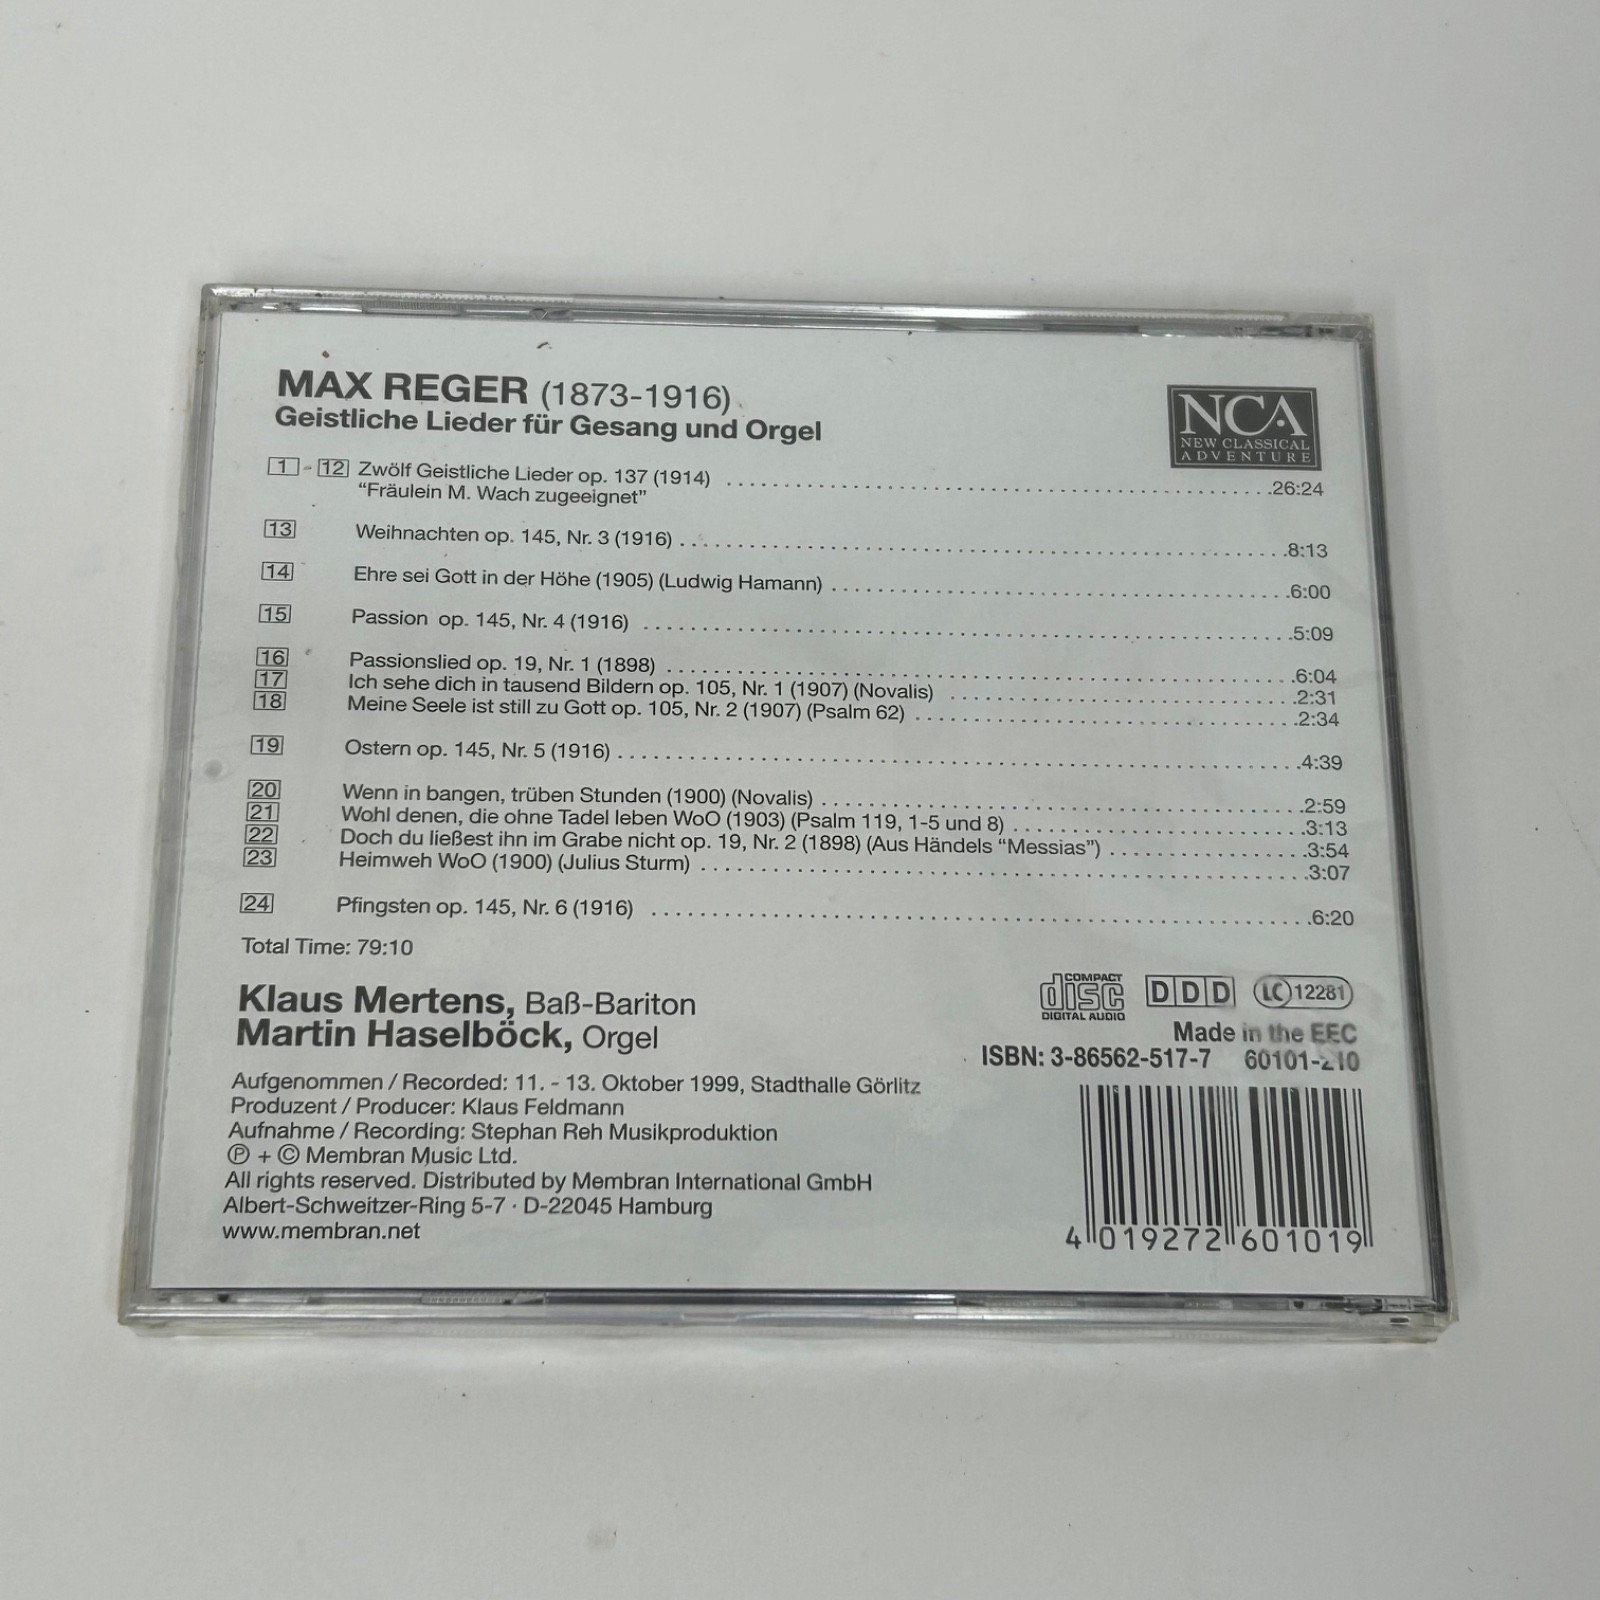 MAX REGER (1873-1916)
Geistliche Lieder für Gesang und Orgel
NCA
NEW CLASSICAL
ADVENTURE
1 - 12 Zwölf Geistliche Lieder op. 137 (1914) 26:24
“Fräulein M. Wach zugeeignet”
13 Weihnachten op. 145, Nr. 3 (1916) 8:13
14 Ehre sei Gott in der Höhe (1905) (Ludwig Hamann) 6:00
15 Passion op. 145, Nr. 4 (1916) 5:09
16 Passionslied op. 19, Nr. 1 (1898) 6:04
17 Ich sehe dich in tausend Bildern op. 105, Nr. 1 (1907) (Novalis) 2:31
18 Meine Seele ist still zu Gott op. 105, Nr. 2 (1907) (Psalm 62) 2:34
19 Ostern op. 145, Nr. 5 (1916) 4:39
20 Wenn in bangen, trüben Stunden (1900) (Novalis) 2:59
21 Wohl denen, die ohne Tadel leben WoO (1903) (Psalm 119, 1-5 und 8) 3:13
22 Doch du ließest ihn im Grabe nicht op. 19, Nr. 2 (1898) (Aus Händels “Messias”) 3:54
23 Heimweh WoO (1900) (Julius Sturm) 3:07
24 Pfingsten op. 145, Nr. 6 (1916) 6:20
Total Time: 79:10
Klaus Mertens, Baß-Bariton
Martin Haselböck, Orgel
COMPACT
disc
DIGITAL AUDIO
DDD
LC 12281
Made in the EEC
ISBN: 3-86562-517-7 60101-210
Aufgenommen / Recorded: 11. - 13. Oktober 1999, Stadthalle Görlitz
Produzent / Producer: Klaus Feldmann
Aufnahme / Recording: Stephan Reh Musikproduktion
℗ + © Membran Music Ltd.
All rights reserved. Distributed by Membran International GmbH
Albert-Schweitzer-Ring 5-7 · D-22045 Hamburg
www.membran.net
4 019272 601019